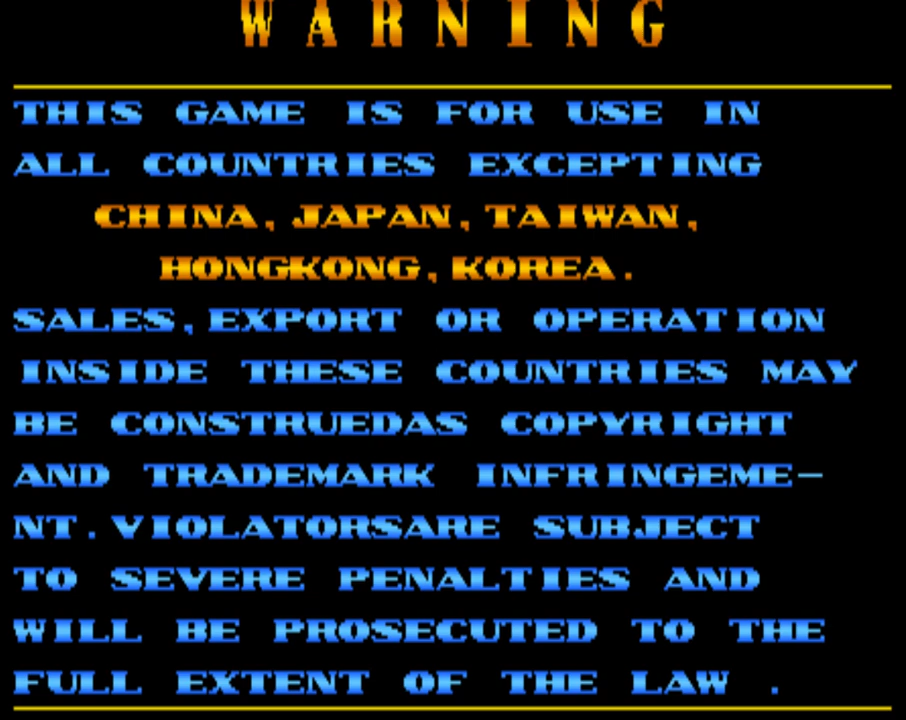 WARNING
THIS GAME IS FOR USE IN
ALL COUNTRIES EXCEPTING
CHINA, JAPAN, TAIWAN,
HONGKONG, KOREA.
SALES, EXPORT OR OPERATION
INSIDE THESE COUNTRIES MAY
BE CONSTRUEDAS COPYRIGHT
AND TRADEMARK INFRINGEME-
NT. VIOLATORSARE SUBJECT
TO SEVERE PENALTIES AND
WILL BE PROSECUTED TO THE
FULL EXTENT OF THE LAW .